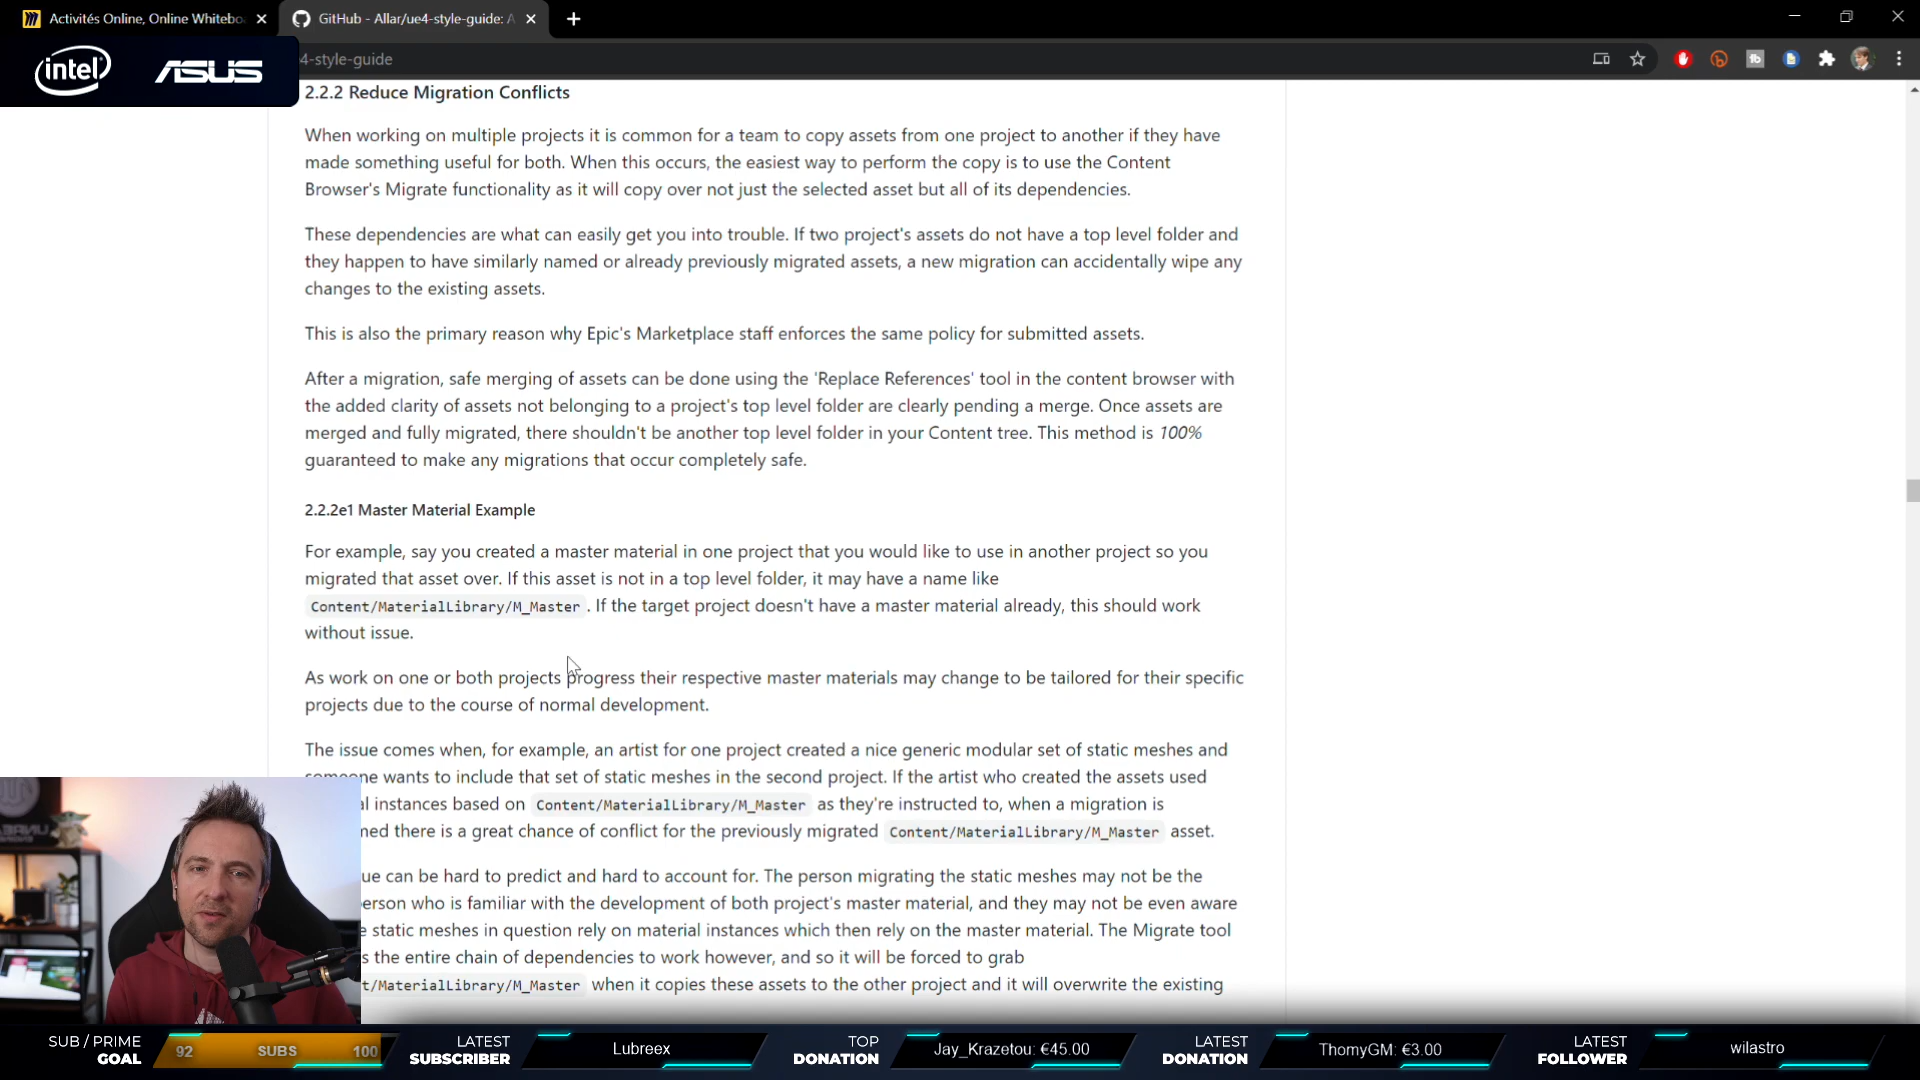 Activités Online, Online Whitebo
GitHub - Allar/ue4-style-guide: A
intel ASUS
4-style-guide
2.2.2 Reduce Migration Conflicts
When working on multiple projects it is common for a team to copy assets from one project to another if they have
made something useful for both. When this occurs, the easiest way to perform the copy is to use the Content
Browser's Migrate functionality as it will copy over not just the selected asset but all of its dependencies.
These dependencies are what can easily get you into trouble. If two project's assets do not have a top level folder and
they happen to have similarly named or already previously migrated assets, a new migration can accidentally wipe any
changes to the existing assets.
This is also the primary reason why Epic's Marketplace staff enforces the same policy for submitted assets.
After a migration, safe merging of assets can be done using the 'Replace References' tool in the content browser with
the added clarity of assets not belonging to a project's top level folder are clearly pending a merge. Once assets are
merged and fully migrated, there shouldn't be another top level folder in your Content tree. This method is 100%
guaranteed to make any migrations that occur completely safe.
2.2.2e1 Master Material Example
For example, say you created a master material in one project that you would like to use in another project so you
migrated that asset over. If this asset is not in a top level folder, it may have a name like
Content/MaterialLibrary/M_Master . If the target project doesn't have a master material already, this should work
without issue.
As work on one or both projects progress their respective master materials may change to be tailored for their specific
projects due to the course of normal development.
The issue comes when, for example, an artist for one project created a nice generic modular set of static meshes and
someone wants to include that set of static meshes in the second project. If the artist who created the assets used
al instances based on Content/MaterialLibrary/M_Master as they're instructed to, when a migration is
med there is a great chance of conflict for the previously migrated Content/MaterialLibrary/M_Master asset.
ue can be hard to predict and hard to account for. The person migrating the static meshes may not be the
erson who is familiar with the development of both project's master material, and they may not be even aware
e static meshes in question rely on material instances which then rely on the master material. The Migrate tool
s the entire chain of dependencies to work however, and so it will be forced to grab
t/MaterialLibrary/M_Master when it copies these assets to the other project and it will overwrite the existing
SUB / PRIME GOAL
92 SUBS 100
LATEST SUBSCRIBER
Lubreex
TOP DONATION
Jay_Krazetou: €45.00
LATEST DONATION
ThomyGM: €3.00
LATEST FOLLOWER
wilastro